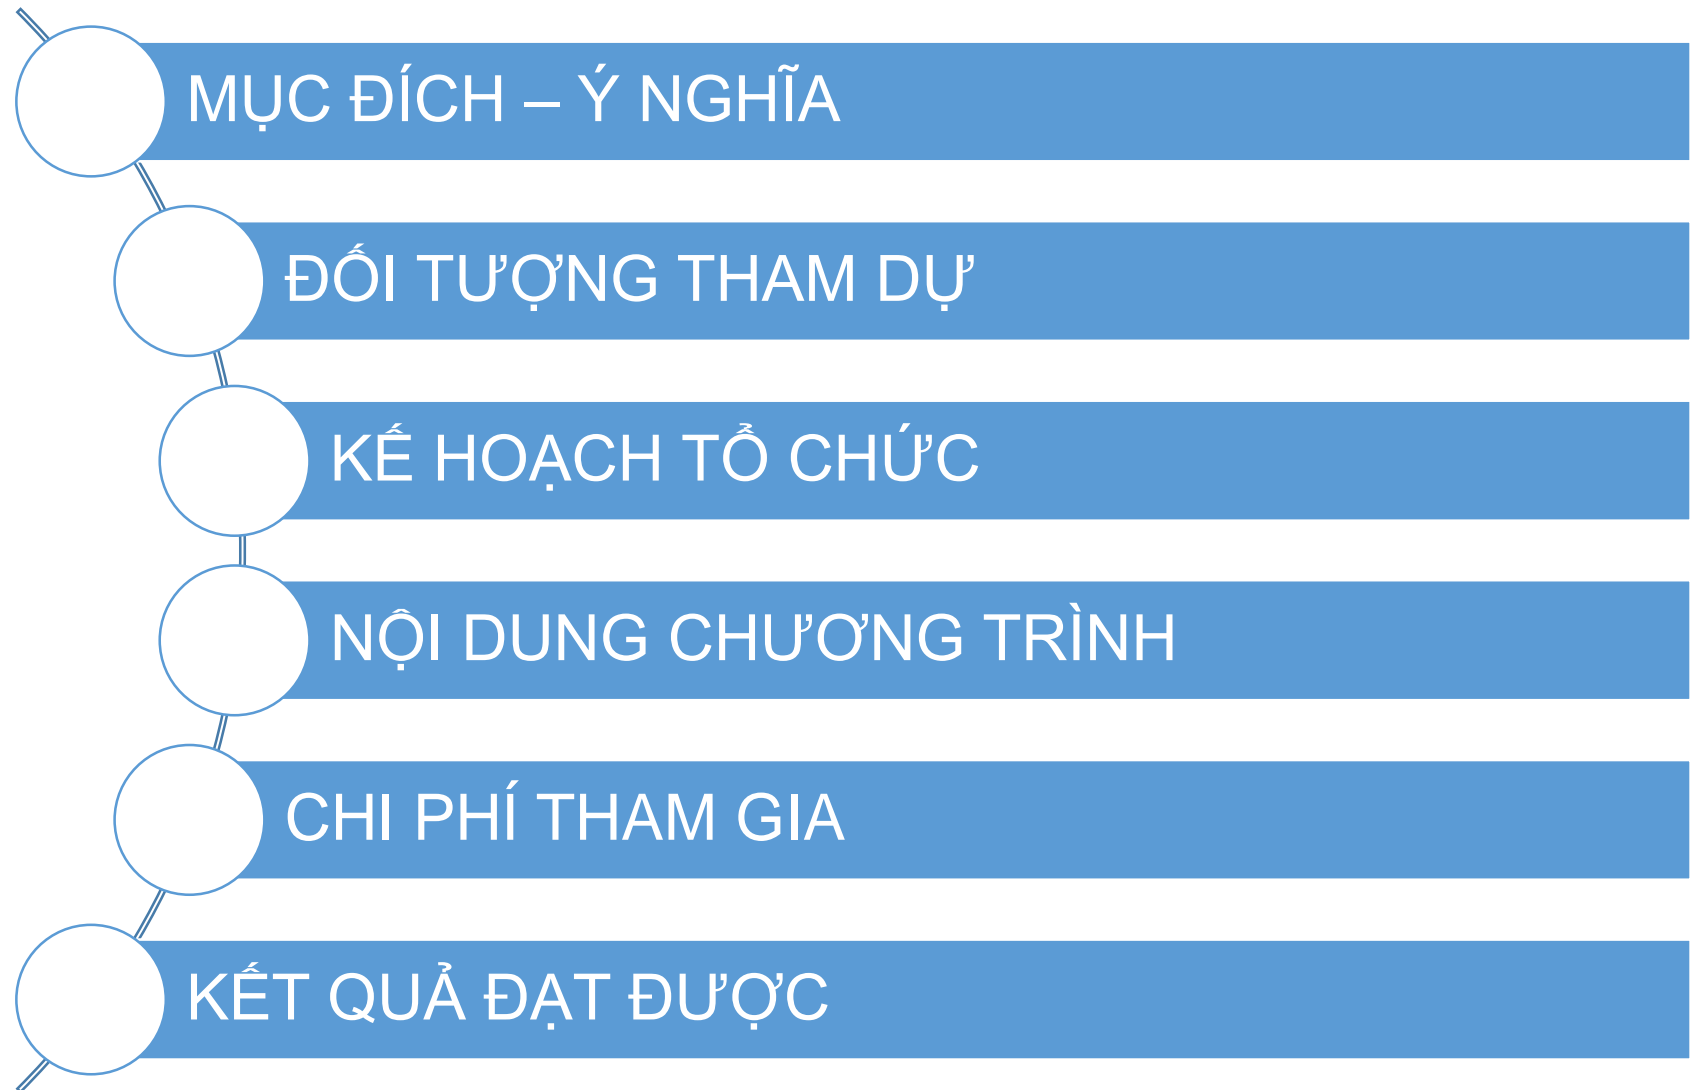 MỤC ĐÍCH – Ý NGHĨA
ĐỐI TƯỢNG THAM DỰ
KẾ HOẠCH TỔ CHỨC
NỘI DUNG CHƯƠNG TRÌNH
CHI PHÍ THAM GIA
KẾT QUẢ ĐẠT ĐƯỢC